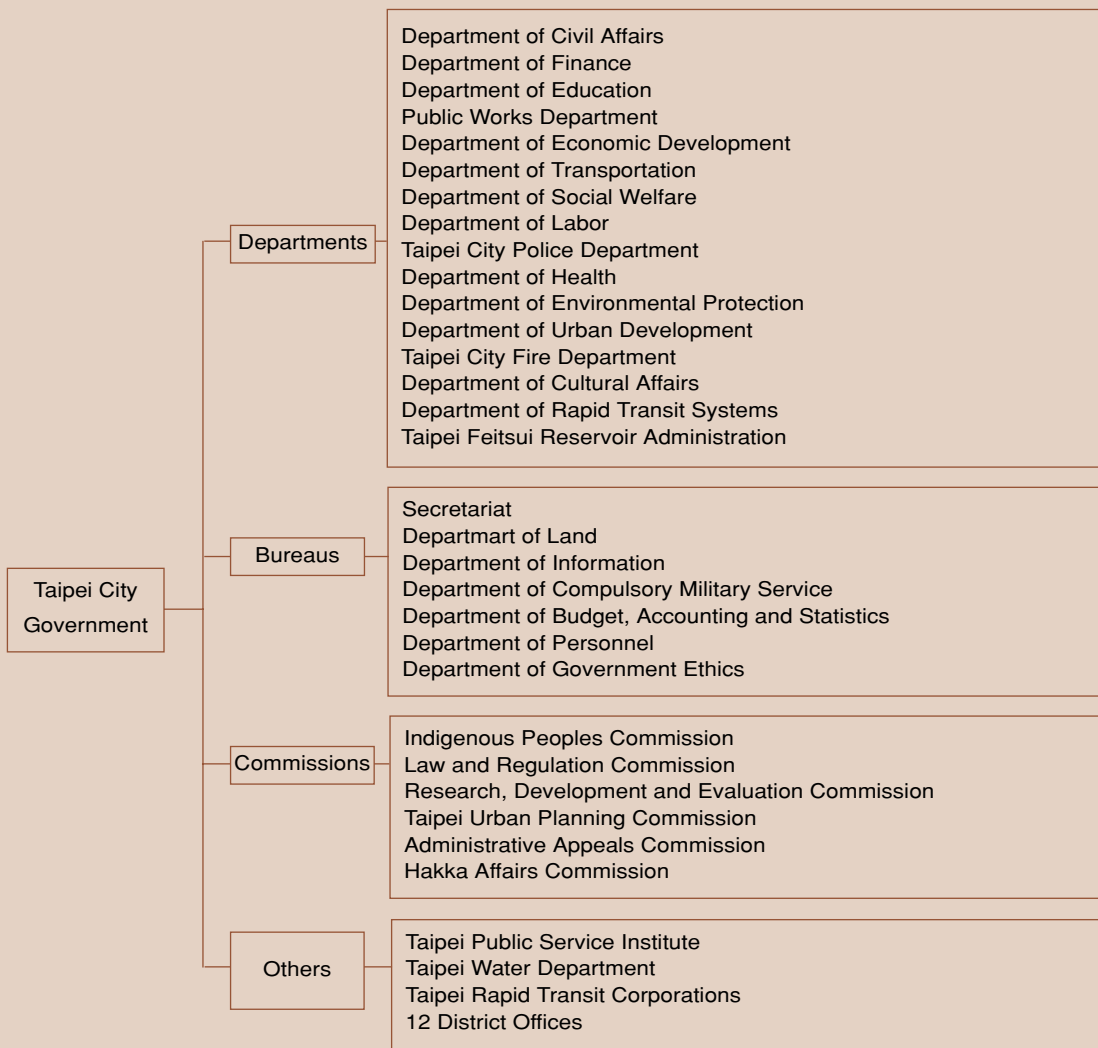 Taipei City
Government
Departments
Department of Civil Affairs
Department of Finance
Department of Education
Public Works Department
Department of Economic Development
Department of Transportation
Department of Social Welfare
Department of Labor
Taipei City Police Department
Department of Health
Department of Environmental Protection
Department of Urban Development
Taipei City Fire Department
Department of Cultural Affairs
Department of Rapid Transit Systems
Taipei Feitsui Reservoir Administration
Bureaus
Secretariat
Departmart of Land
Department of Information
Department of Compulsory Military Service
Department of Budget, Accounting and Statistics
Department of Personnel
Department of Government Ethics
Commissions
Indigenous Peoples Commission
Law and Regulation Commission
Research, Development and Evaluation Commission
Taipei Urban Planning Commission
Administrative Appeals Commission
Hakka Affairs Commission
Others
Taipei Public Service Institute
Taipei Water Department
Taipei Rapid Transit Corporations
12 District Offices